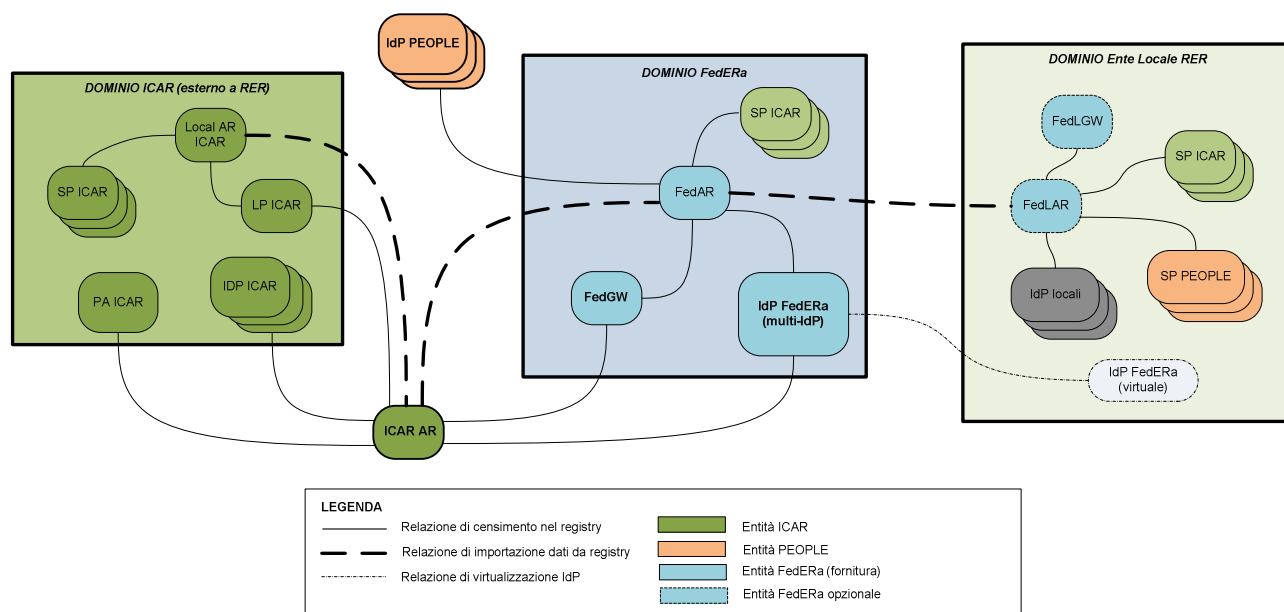 IdP PEOPLE
DOMINIO ICAR (esterno a RER)
Local AR
ICAR
SP ICAR
LP ICAR
PA ICAR
IDP ICAR
DOMINIO FedERa
SP ICAR
FedAR
FedGW
IdP FedERa
(multi-IdP)
DOMINIO Ente Locale RER
FedLGW
SP ICAR
FedLAR
IdP locali
SP PEOPLE
IdP FedERa
(virtuale)
ICAR AR
LEGENDA
Relazione di censimento nel registry
Relazione di importazione dati da registry
Relazione di virtualizzazione IdP
Entità ICAR
Entità PEOPLE
Entità FedERa (fornitura)
Entità FedERa opzionale